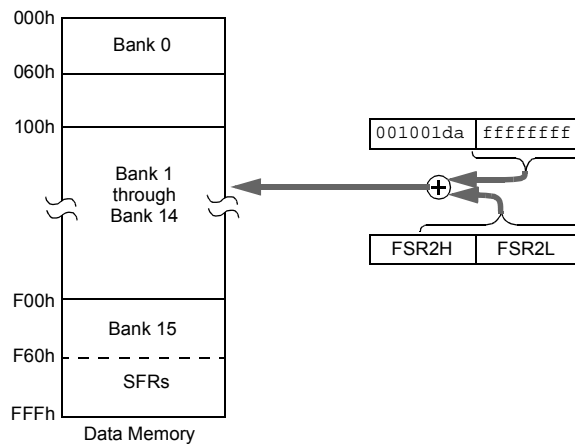 000h
Bank 0
060h
100h
001001da ffffffff
Bank 1
through
Bank 14
+
FSR2H FSR2L
F00h
Bank 15
F60h
SFRs
FFFh
Data Memory